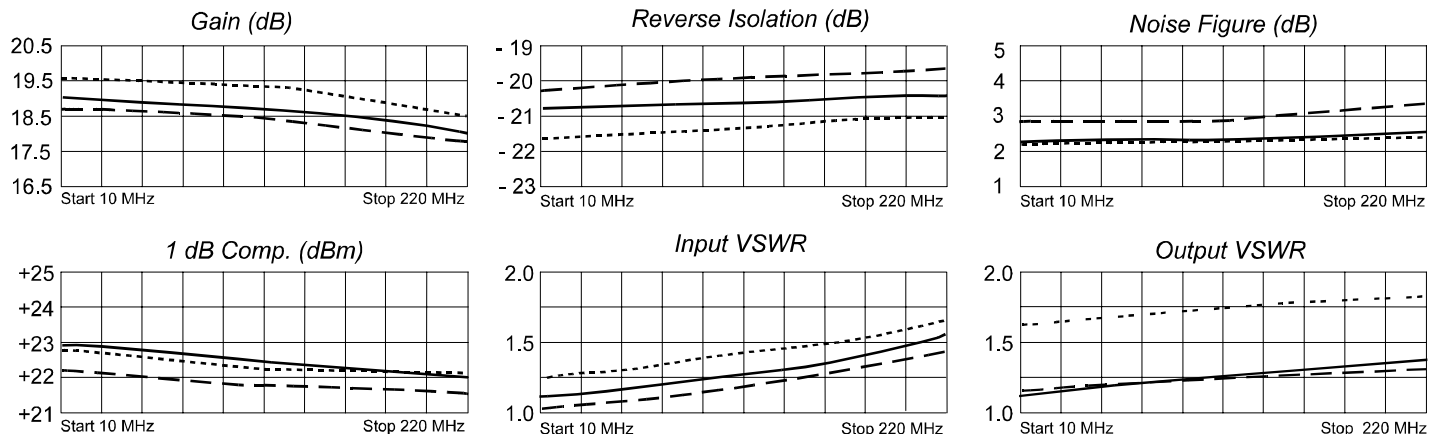 Gain (dB)
20.5
19.5
18.5
17.5
16.5
Start 10 MHz
Stop 220 MHz
Reverse Isolation (dB)
- 19
- 20
- 21
- 22
- 23
Start 10 MHz
Stop 220 MHz
Noise Figure (dB)
5
4
3
2
1
Start 10 MHz
Stop 220 MHz
1 dB Comp. (dBm)
+25
+24
+23
+22
+21
Start 10 MHz
Stop 220 MHz
Input VSWR
2.0
1.5
1.0
Start 10 MHz
Stop 220 MHz
Output VSWR
2.0
1.5
1.0
Start 10 MHz
Stop 220 MHz